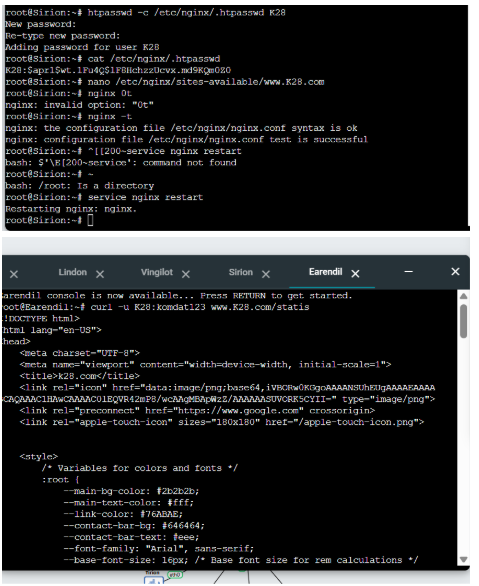 root@Sirion:~# htpasswd -c /etc/nginx/.htpasswd K28
New password:
Re-type new password:
Adding password for user K28
root@Sirion:~# cat /etc/nginx/.htpasswd
K28:$apr1$wt.1Fu4Q$lF8HchzzUcvx.md9KQm0Z0
root@Sirion:~# nano /etc/nginx/sites-available/www.K28.com
root@Sirion:~# nginx 0t
nginx: invalid option: "0t"
root@Sirion:~# nginx -t
nginx: the configuration file /etc/nginx/nginx.conf syntax is ok
nginx: configuration file /etc/nginx/nginx.conf test is successful
root@Sirion:~# ^[[200~service nginx restart
bash: $'\E[200~service': command not found
root@Sirion:~# ~
bash: /root: Is a directory
root@Sirion:~# service nginx restart
Restarting nginx: nginx.
root@Sirion:~#
Lindon Vingilot Sirion Earendil
Earendil console is now available... Press RETURN to get started.
root@Earendil:~# curl -u K28:komdat123 www.K28.com/statis
<!DOCTYPE html>
<html lang="en-US">
<head>
<meta charset="UTF-8">
<meta name="viewport" content="width=device-width, initial-scale=1">
<title>k28.com</title>
<link rel="icon" href="data:image/png;base64,iVBORw0KGgoAAAANSUhEUgAAAAEAAAA
CAQAAAC1HAwCAAAAC0lEQVR42mP8/wcAAgMBApWzZ/AAAAAASUVORK5CYII=" type="image/png">
<link rel="preconnect" href="https://www.google.com" crossorigin>
<link rel="apple-touch-icon" sizes="180x180" href="/apple-touch-icon.png">
<style>
/* Variables for colors and fonts */
:root {
--main-bg-color: #2b2b2b;
--main-text-color: #fff;
--link-color: #76ABAE;
--contact-bar-bg: #646464;
--contact-bar-text: #eee;
--font-family: "Arial", sans-serif;
--base-font-size: 16px; /* Base font size for rem calculations */